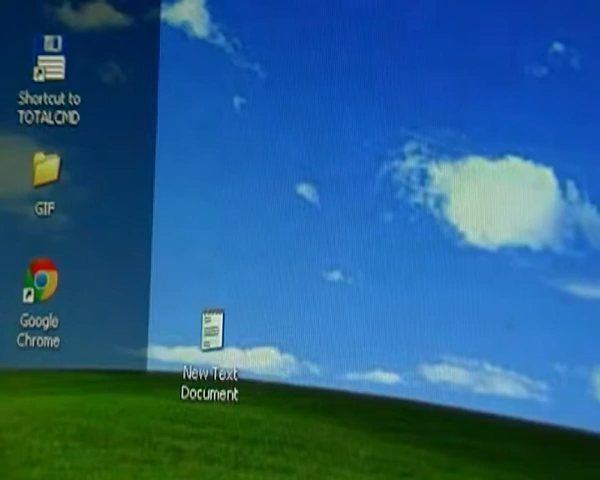 Shortcut to
TOTALCMD
GIF
Google
Chrome
New Text
Document